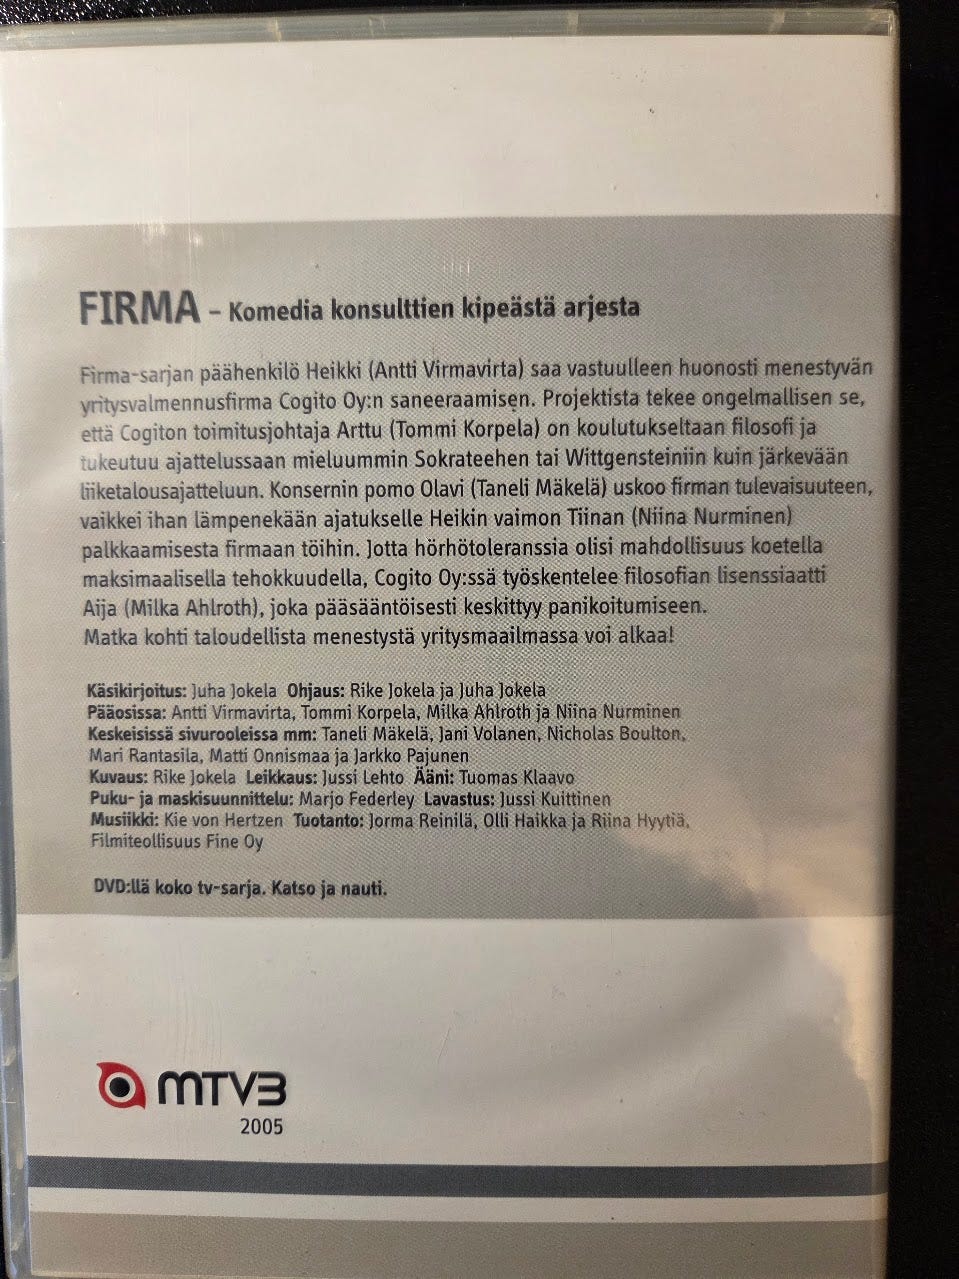 FIRMA – Komedia konsulttien kipeästä arjesta
Firma-sarjan päähenkilö Heikki (Antti Virmavirta) saa vastuulleen huonosti menestyvän
yritysvalmennusfirma Cogito Oy:n saneeraamisen. Projektista tekee ongelmallisen se,
että Cogiton toimitusjohtaja Arttu (Tommi Korpela) on koulutukseltaan filosofi ja
tukeutuu ajattelussaan mieluummin Sokrateehen tai Wittgensteiniin kuin järkevään
liiketalousajatteluun. Konsernin pomo Olavi (Taneli Mäkelä) uskoo firman tulevaisuuteen,
vaikkei ihan lämpenekään ajatukselle Heikin vaimon Tiinan (Niina Nurminen)
palkkaamisesta firmaan töihin. Jotta hörhötoleranssia olisi mahdollisuus koetella
maksimaalisella tehokkuudella, Cogito Oy:ssä työskentelee filosofian lisenssiaatti
Aija (Milka Ahlroth), joka pääsääntöisesti keskittyy panikoitumiseen.
Matka kohti taloudellista menestystä yritysmaailmassa voi alkaa!
Käsikirjoitus: Juha Jokela Ohjaus: Rike Jokela ja Juha Jokela
Pääosissa: Antti Virmavirta, Tommi Korpela, Milka Ahlroth ja Niina Nurminen
Keskeisissä sivurooleissa mm: Taneli Mäkelä, Jani Volanen, Nicholas Boulton,
Mari Rantasila, Matti Onnismaa ja Jarkko Pajunen
Kuvaus: Rike Jokela Leikkaus: Jussi Lehto Ääni: Tuomas Klaavo
Puku- ja maskisuunnittelu: Marjo Federley Lavastus: Jussi Kuittinen
Musiikki: Kie von Hertzen Tuotanto: Jorma Reinilä, Olli Haikka ja Riina Hyytiä,
Filmiteollisuus Fine Oy
DVD:llä koko tv-sarja. Katso ja nauti.
MTV3
2005